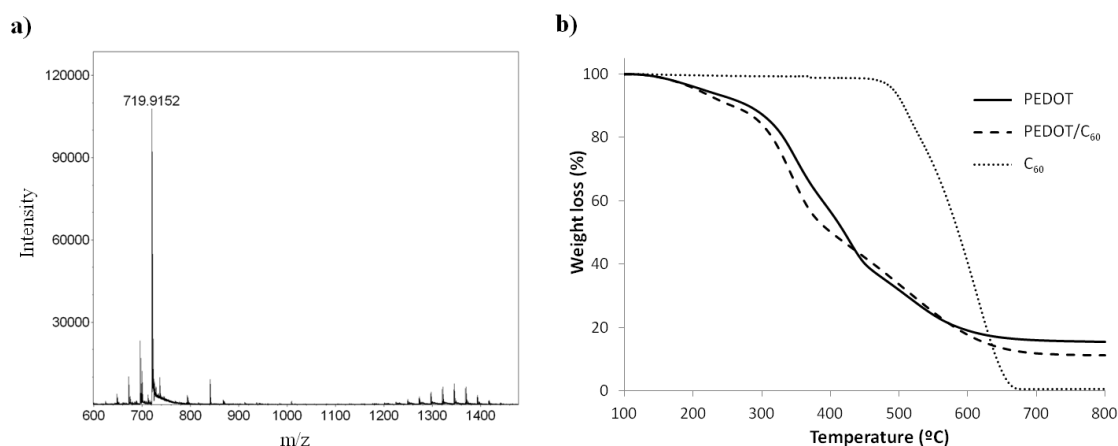 a)
120000
719.9152
90000
60000
30000
Intensity
600 700 800 900 1000 1100 1200 1300 1400
m/z
b)
100
80
60
40
20
0
Weight loss (%)
PEDOT
PEDOT/C₆₀
C₆₀
100 200 300 400 500 600 700 800
Temperature (ºC)